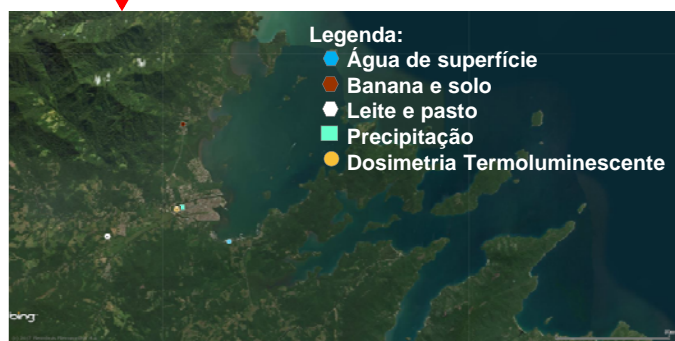 Legenda:
Água de superfície
Banana e solo
Leite e pasto
Precipitação
Dosimetria Termoluminescente
bing